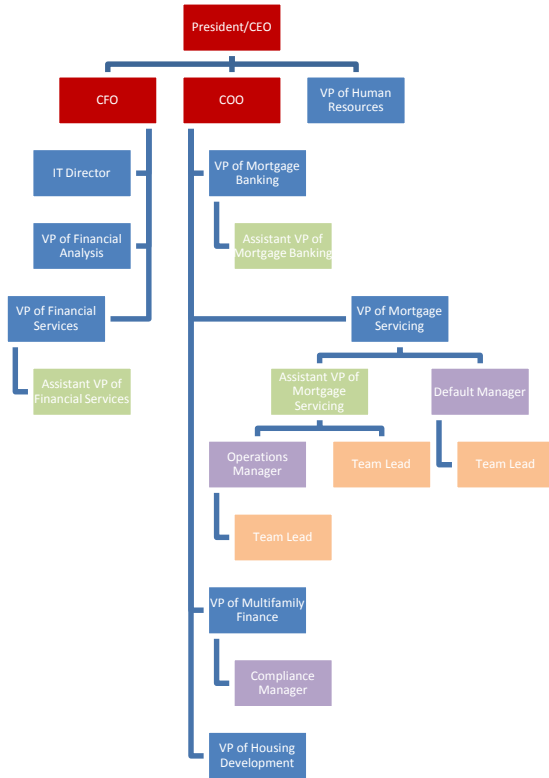 President/CEO
CFO
COO
VP of Human
Resources
IT Director
VP of Mortgage
Banking
VP of Financial
Analysis
Assistant VP of
Mortgage Banking
VP of Financial
Services
VP of Mortgage
Servicing
Assistant VP of
Financial Services
Assistant VP of
Mortgage
Servicing
Default Manager
Operations
Manager
Team Lead
Team Lead
Team Lead
VP of Multifamily
Finance
Compliance
Manager
VP of Housing
Development